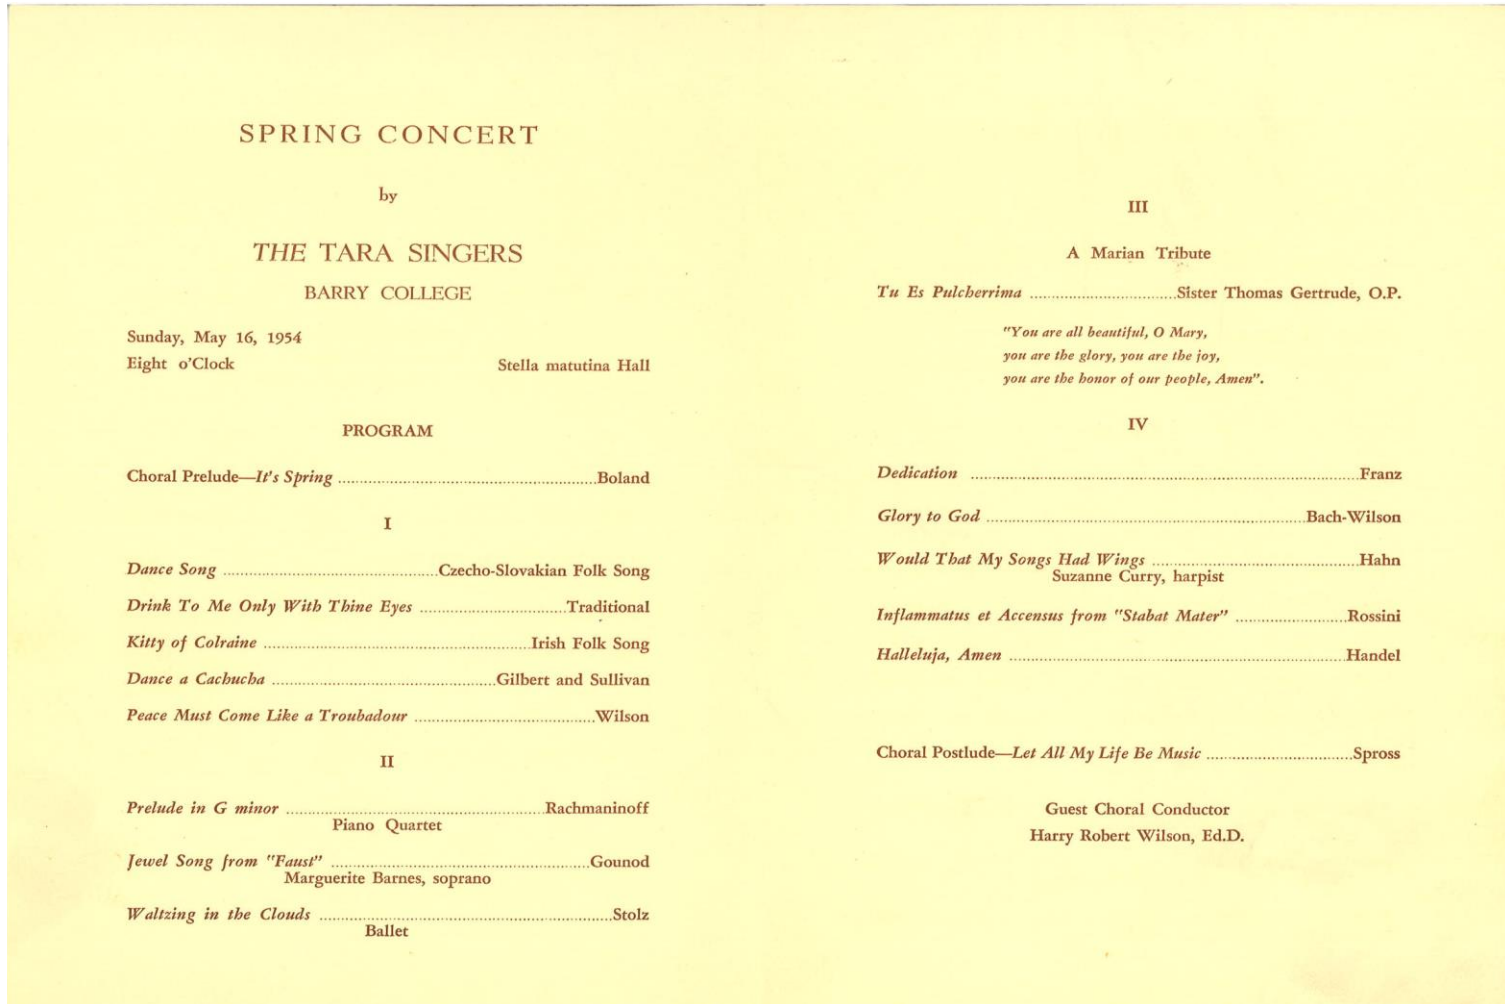 SPRING CONCERT
by
THE TARA SINGERS
BARRY COLLEGE
Sunday, May 16, 1954
Eight o'Clock Stella matutina Hall
PROGRAM
Choral Prelude—It's Spring ........................................Boland
I
Dance Song ........................................Czecho-Slovakian Folk Song
Drink To Me Only With Thine Eyes ........................................Traditional
Kitty of Colraine ........................................Irish Folk Song
Dance a Cachucha ........................................Gilbert and Sullivan
Peace Must Come Like a Troubadour ........................................Wilson
II
Prelude in G minor ........................................Rachmaninoff
Piano Quartet
Jewel Song from "Faust" ........................................Gounod
Marguerite Barnes, soprano
Waltzing in the Clouds ........................................Stolz
Ballet
III
A Marian Tribute
Tu Es Pulcherrima ........................................Sister Thomas Gertrude, O.P.
"You are all beautiful, O Mary,
you are the glory, you are the joy,
you are the honor of our people, Amen".
IV
Dedication ........................................Franz
Glory to God ........................................Bach-Wilson
Would That My Songs Had Wings ........................................Hahn
Suzanne Curry, harpist
Inflammatus et Accensus from "Stabat Mater" ........................................Rossini
Halleluja, Amen ........................................Handel
Choral Postlude—Let All My Life Be Music ........................................Spross
Guest Choral Conductor
Harry Robert Wilson, Ed.D.